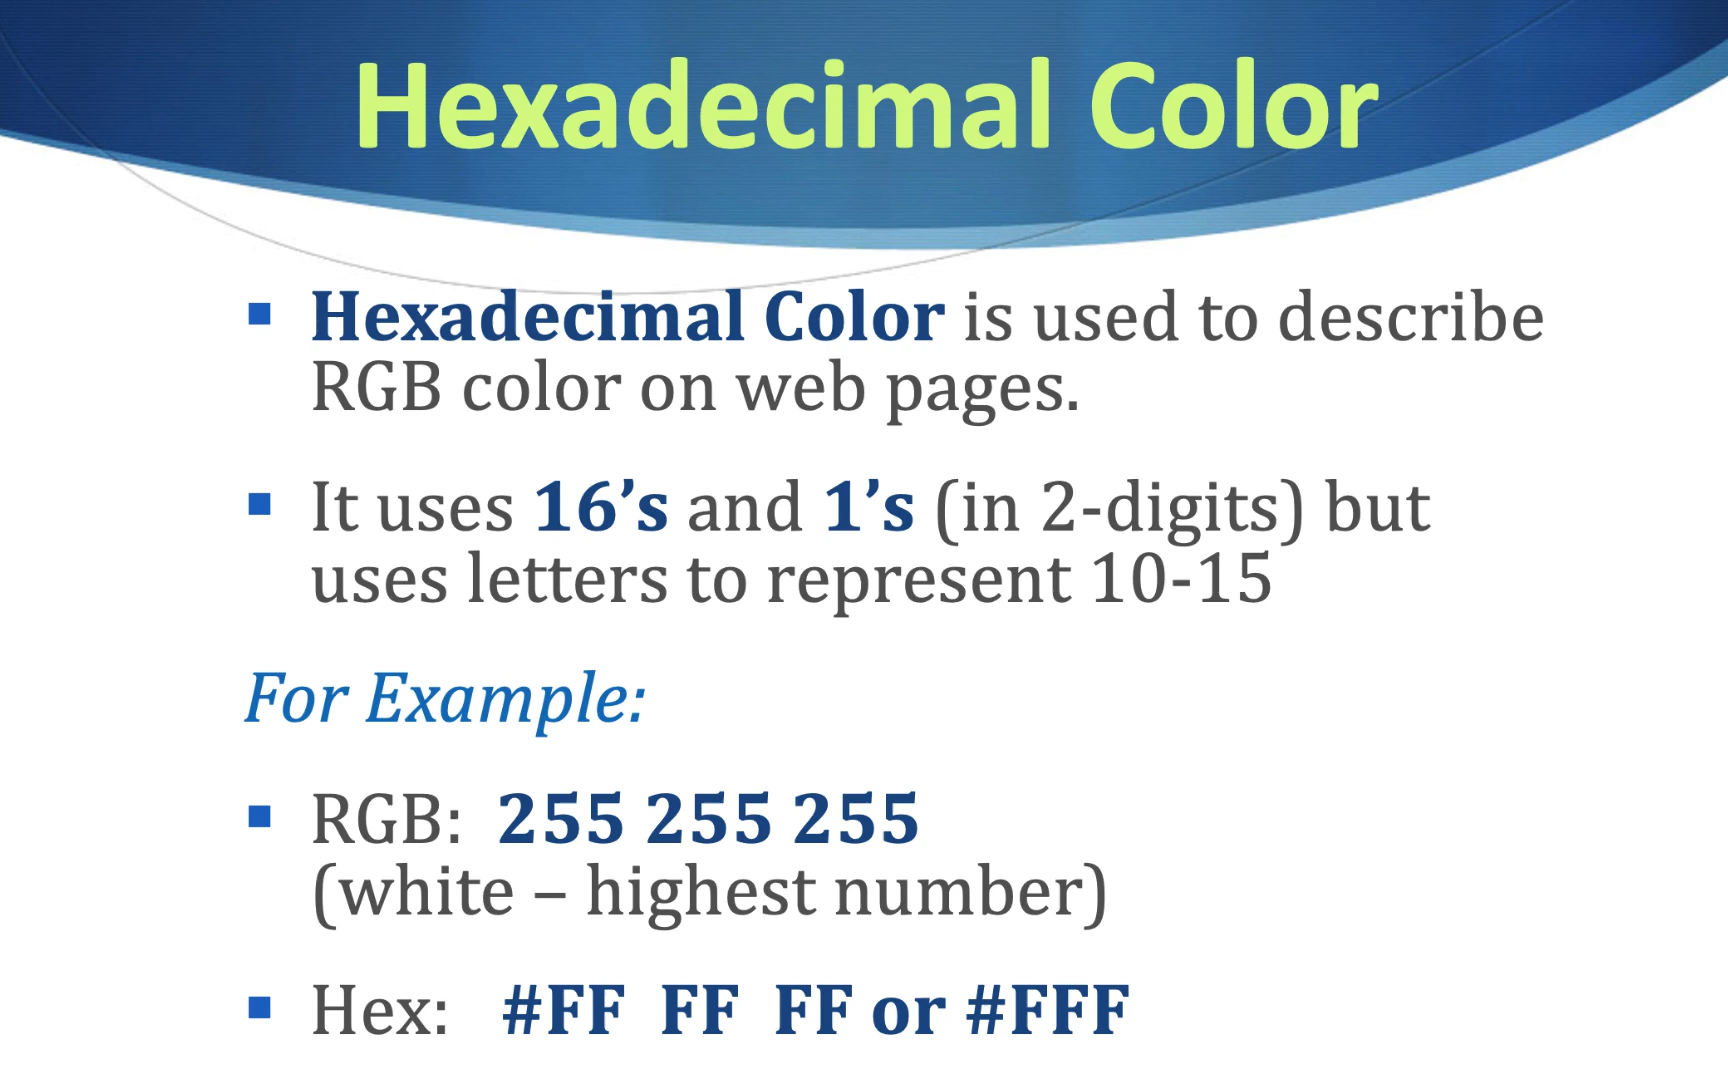 Hexadecimal Color
▪ Hexadecimal Color is used to describe
RGB color on web pages.
▪ It uses 16’s and 1’s (in 2-digits) but
uses letters to represent 10-15
For Example:
▪ RGB: 255 255 255
(white – highest number)
▪ Hex: #FF FF FF or #FFF